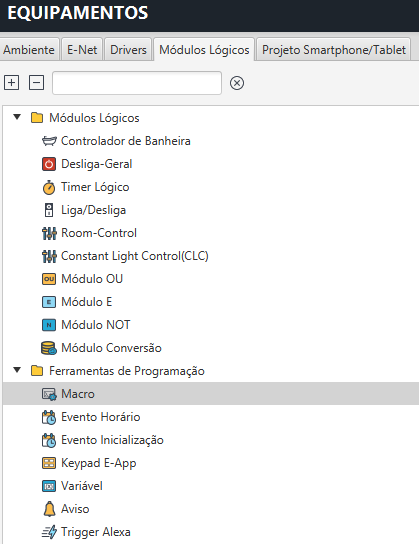 EQUIPAMENTOS
Ambiente E-Net Drivers Módulos Lógicos Projeto Smartphone/Tablet
Módulos Lógicos
Controlador de Banheira
Desliga-Geral
Timer Lógico
Liga/Desliga
Room-Control
Constant Light Control(CLC)
OU Módulo OU
E Módulo E
N Módulo NOT
Módulo Conversão
Ferramentas de Programação
Macro
Evento Horário
Evento Inicialização
Keypad E-App
Variável
Aviso
Trigger Alexa